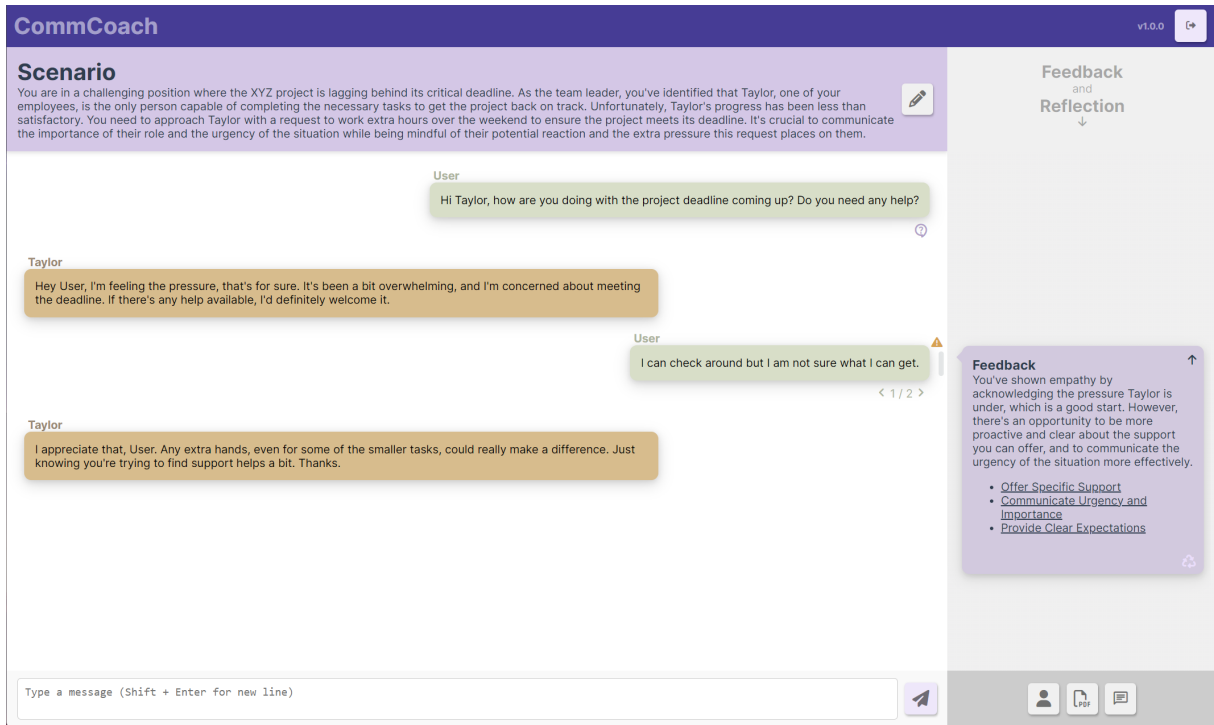 CommCoach
v1.0.0
Scenario
You are in a challenging position where the XYZ project is lagging behind its critical deadline. As the team leader, you've identified that Taylor, one of your
employees, is the only person capable of completing the necessary tasks to get the project back on track. Unfortunately, Taylor's progress has been less than
satisfactory. You need to approach Taylor with a request to work extra hours over the weekend to ensure the project meets its deadline. It's crucial to communicate
the importance of their role and the urgency of the situation while being mindful of their potential reaction and the extra pressure this request places on them.
Feedback
and
Reflection
User
Hi Taylor, how are you doing with the project deadline coming up? Do you need any help?
Taylor
Hey User, I'm feeling the pressure, that's for sure. It's been a bit overwhelming, and I'm concerned about meeting
the deadline. If there's any help available, I'd definitely welcome it.
User
I can check around but I am not sure what I can get.
1 / 2
Taylor
I appreciate that, User. Any extra hands, even for some of the smaller tasks, could really make a difference. Just
knowing you're trying to find support helps a bit. Thanks.
Feedback
You've shown empathy by
acknowledging the pressure Taylor is
under, which is a good start. However,
there's an opportunity to be more
proactive and clear about the support
you can offer, and to communicate the
urgency of the situation more effectively.
Offer Specific Support
Communicate Urgency and
Importance
Provide Clear Expectations
Type a message (Shift + Enter for new line)
PDF